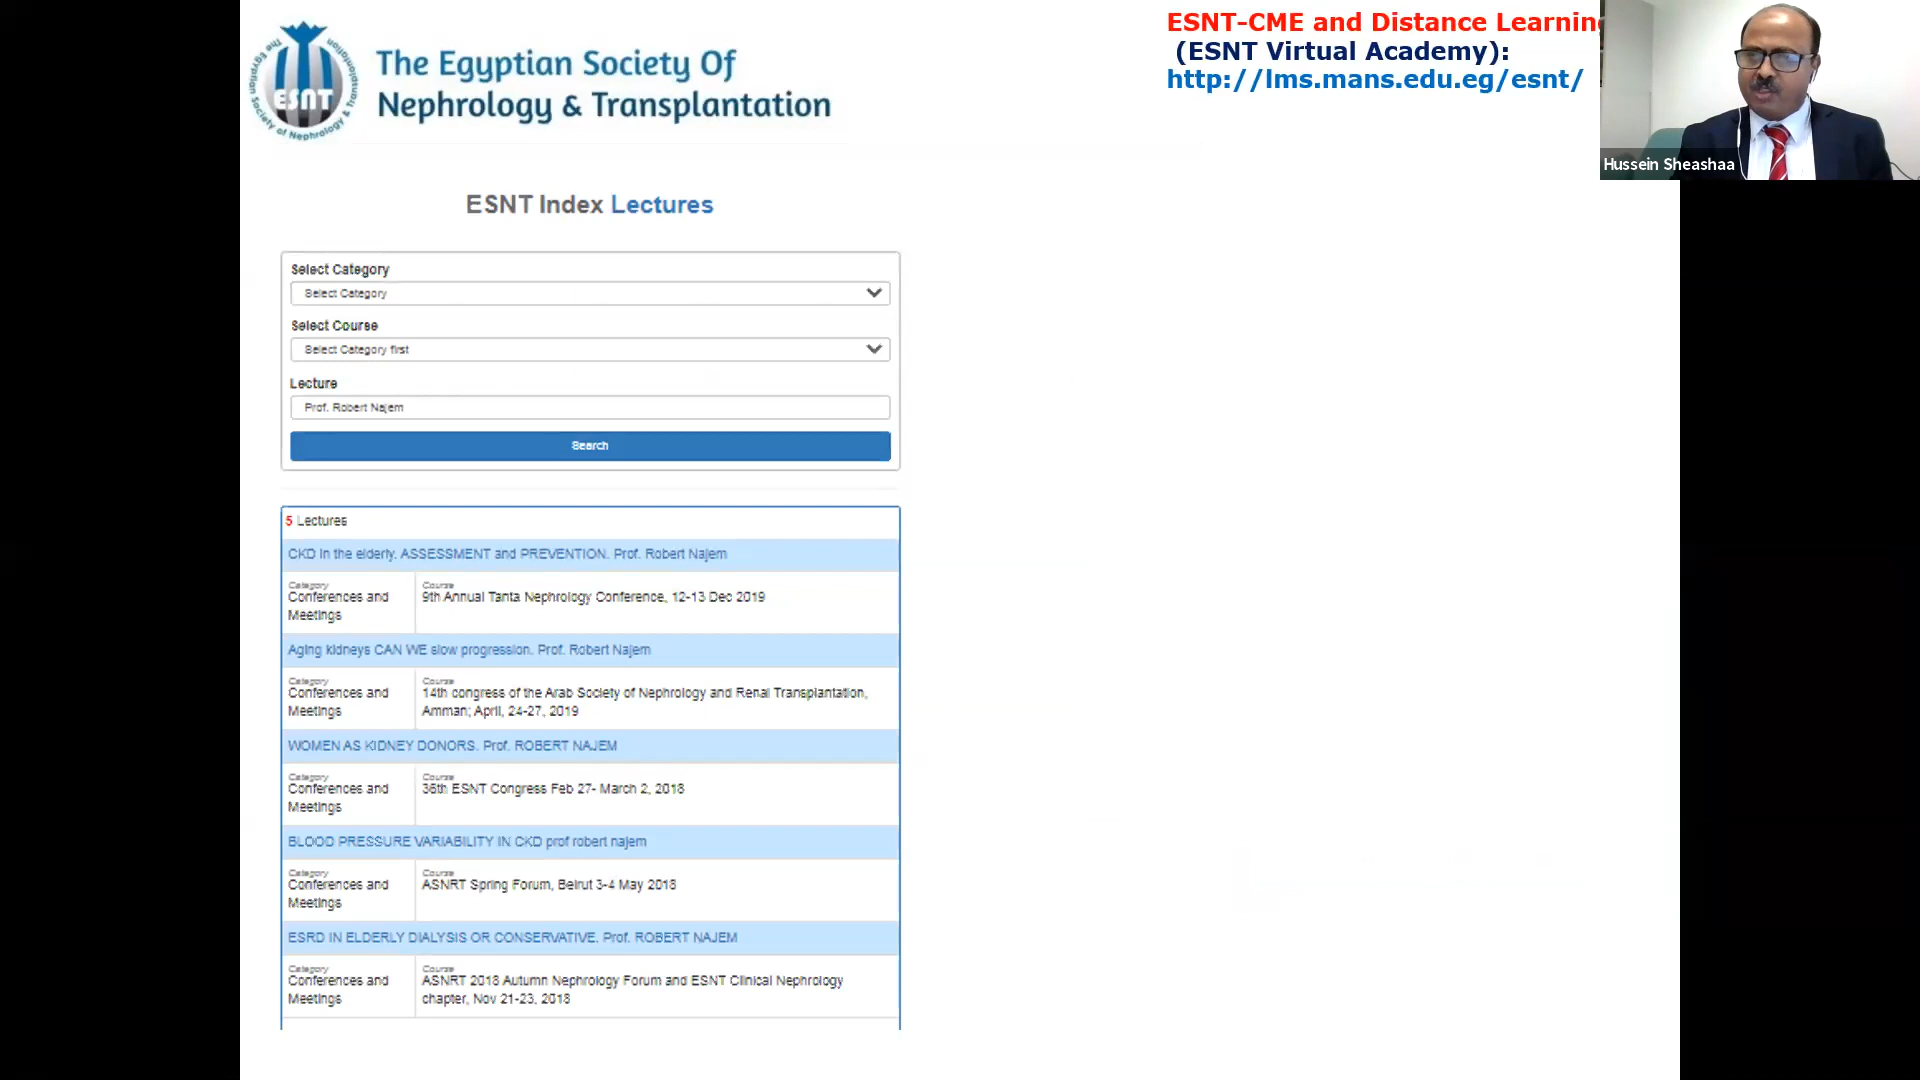 The Egyptian Society Of
Nephrology & Transplantation
ESNT
Egyptian Society of Nephrology & Transplantation
ESNT-CME and Distance Learning
(ESNT Virtual Academy):
http://lms.mans.edu.eg/esnt/
Hussein Sheashaa
ESNT Index Lectures
Select Category
Select Category
Select Course
Select Category first
Lecture
Prof. Robert Najem
Search
5 Lectures
CKD in the elderly. ASSESSMENT and PREVENTION. Prof. Robert Najem
Category
Conferences and
Meetings
Course
9th Annual Tanta Nephrology Conference, 12-13 Dec 2019
Aging kidneys CAN WE slow progression. Prof. Robert Najem
Category
Conferences and
Meetings
Course
14th congress of the Arab Society of Nephrology and Renal Transplantation,
Amman; April, 24-27, 2019
WOMEN AS KIDNEY DONORS. Prof. ROBERT NAJEM
Category
Conferences and
Meetings
Course
36th ESNT Congress Feb 27- March 2, 2018
BLOOD PRESSURE VARIABILITY IN CKD prof robert najem
Category
Conferences and
Meetings
Course
ASNRT Spring Forum, Beirut 3-4 May 2018
ESRD IN ELDERLY DIALYSIS OR CONSERVATIVE. Prof. ROBERT NAJEM
Category
Conferences and
Meetings
Course
ASNRT 2018 Autumn Nephrology Forum and ESNT Clinical Nephrology
chapter, Nov 21-23, 2018